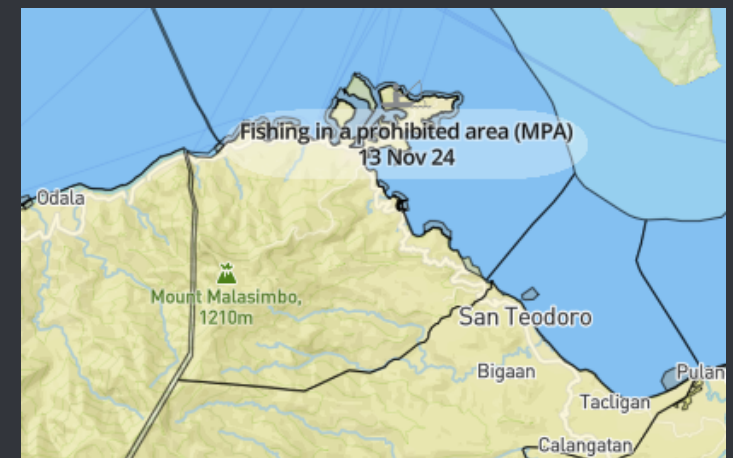 Fishing in a prohibited area (MPA)
13 Nov 24
Odala
Mount Malasimbo,
1210m
San Teodoro
Bigaan
Pulan
Tacligan
Calangatan